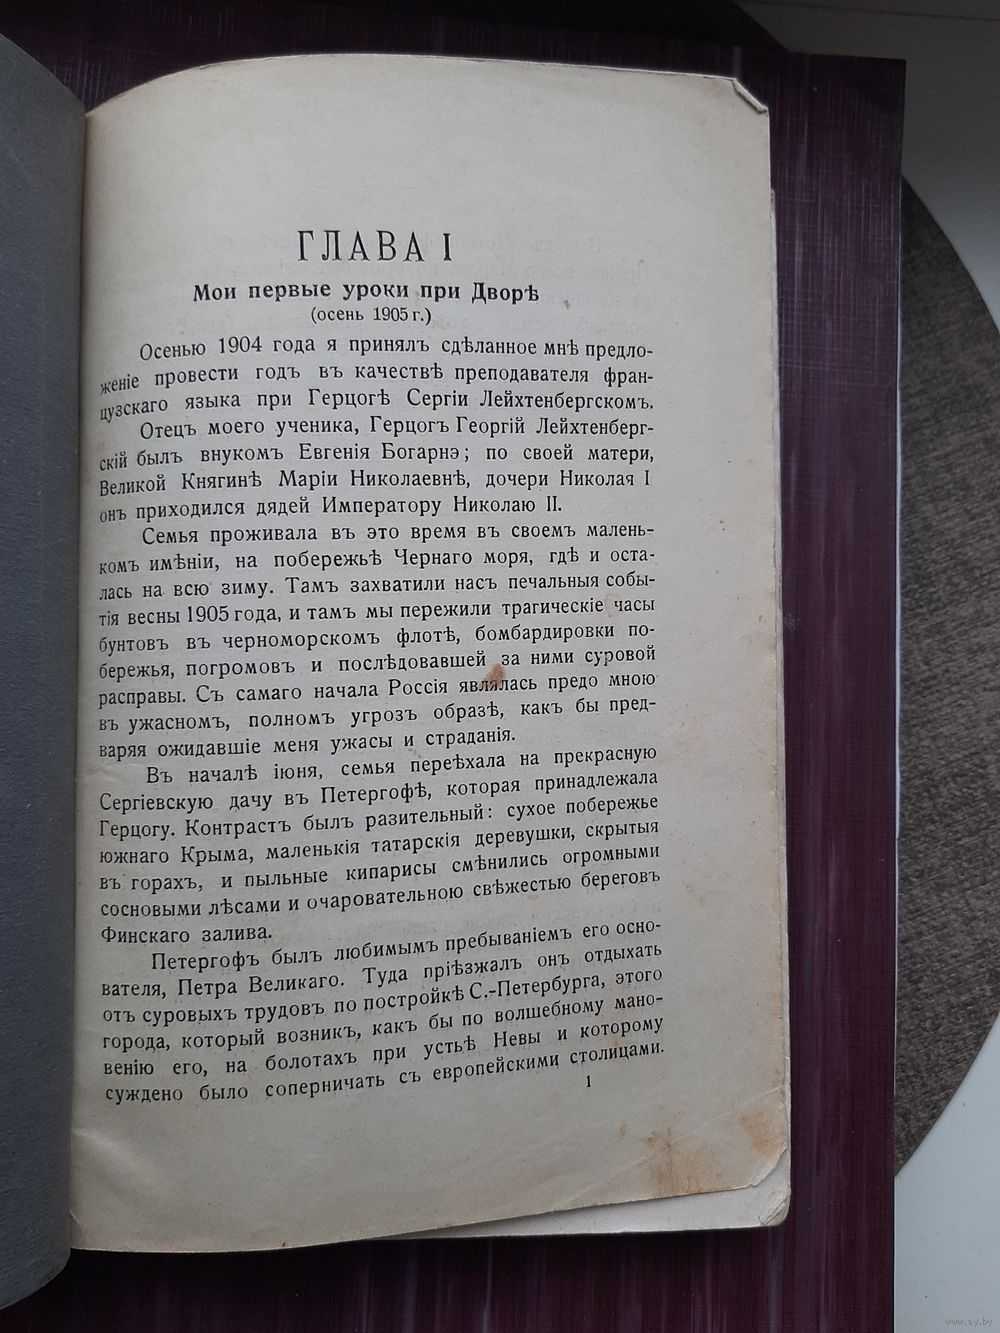 ГЛАВА I
Мои первые уроки при Дворѣ
(осень 1905 г.)
Осенью 1904 года я принялъ сдѣланное мнѣ предло-
женіе провести годъ въ качествѣ преподавателя фран-
цузскаго языка при Герцогѣ Сергіи Лейхтенбергскомъ.
Отецъ моего ученика, Герцогъ Георгій Лейхтенберг-
скій былъ внукомъ Евгенія Богарнэ; по своей матери,
Великой Княгинѣ Маріи Николаевнѣ, дочери Николая I
онъ приходился дядей Императору Николаю II.
Семья проживала въ это время въ своемъ малень-
комъ имѣніи, на побережьѣ Чернаго моря, гдѣ и оста-
лась на всю зиму. Тамъ захватили насъ печальныя собы-
тія весны 1905 года, и тамъ мы пережили трагическіе часы
бунтовъ въ черноморскомъ флотѣ, бомбардировки по-
бережья, погромовъ и послѣдовавшей за ними суровой
расправы. Съ самаго начала Россія являлась предо мною
въ ужасномъ, полномъ угрозъ образѣ, какъ бы пред-
варяя ожидавшіе меня ужасы и страданія.
Въ началѣ іюня, семья переѣхала на прекрасную
Сергіевскую дачу въ Петергофѣ, которая принадлежала
Герцогу. Контрастъ былъ разительный: сухое побережье
южнаго Крыма, маленькія татарскія деревушки, скрытыя
въ горахъ, и пыльные кипарисы смѣнились огромными
сосновыми лѣсами и очаровательною свѣжестью береговъ
Финскаго залива.
Петергофъ былъ любимымъ пребываніемъ его осно-
вателя, Петра Великаго. Туда пріѣзжалъ онъ отдыхать
отъ суровыхъ трудовъ по постройкѣ С.-Петербурга, этого
города, который возникъ, какъ бы по волшебному мано-
венію его, на болотахъ при устьѣ Невы и которому
суждено было соперничать съ европейскими столицами.
1
www.ay.by